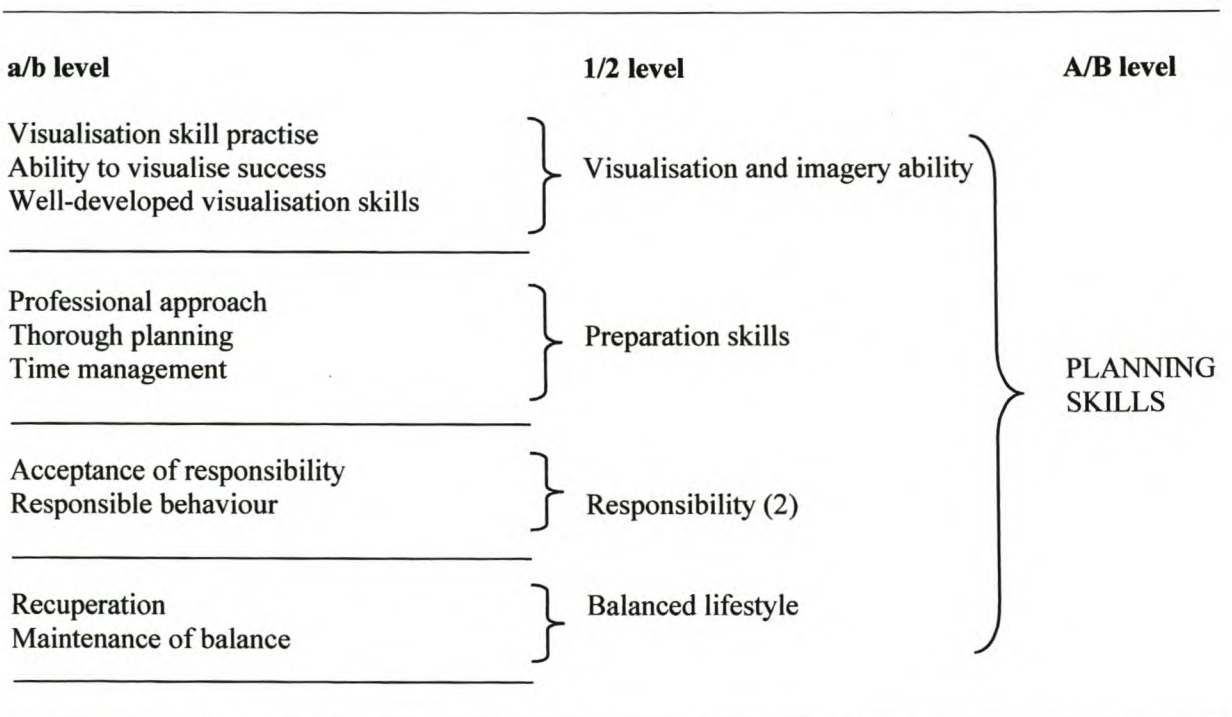 a/b level 1/2 level A/B level
Visualisation skill practise
Ability to visualise success
Well-developed visualisation skills
Visualisation and imagery ability
Professional approach
Thorough planning
Time management
Preparation skills
PLANNING
SKILLS
Acceptance of responsibility
Responsible behaviour
Responsibility (2)
Recuperation
Maintenance of balance
Balanced lifestyle